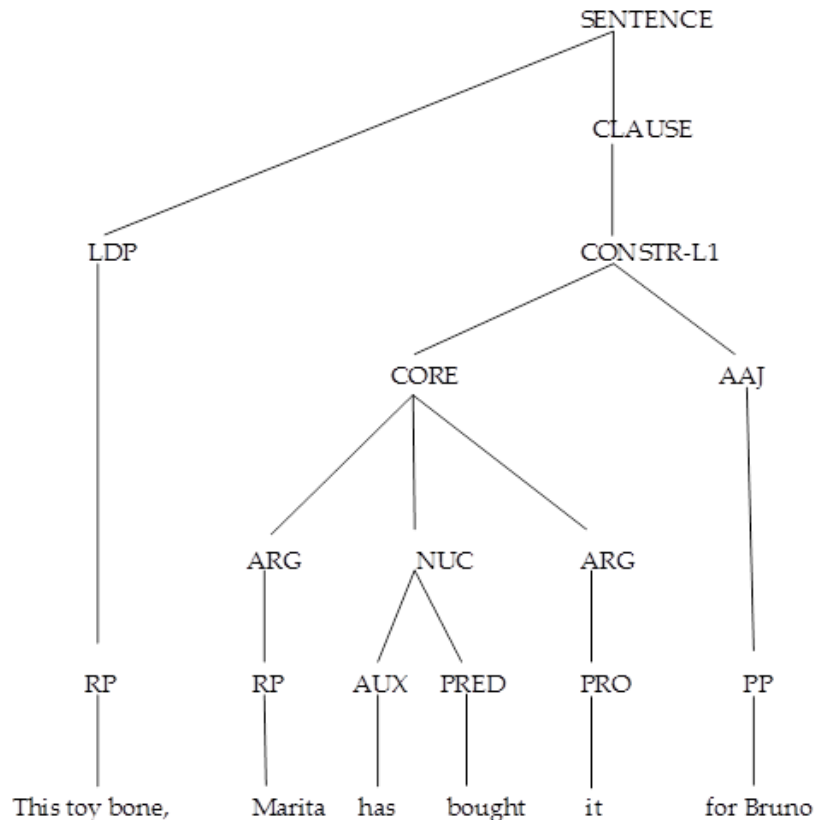 SENTENCE
CLAUSE
LDP CONSTR-L1
CORE AAJ
ARG NUC ARG
RP RP AUX PRED PRO PP
This toy bone, Marita has bought it for Bruno